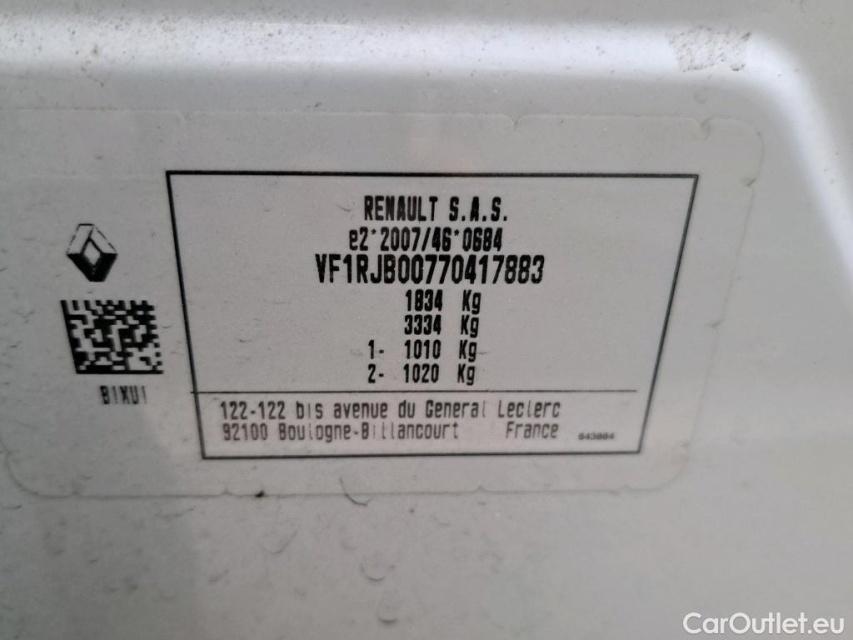 RENAULT S.A.S.
e2*2007/46*0684
VF1RJB00770417883
1834 Kg
3334 Kg
1- 1010 Kg
2- 1020 Kg
BIXUI
122-122 bis avenue du General Leclerc
92100 Boulogne-Billancourt France
CarOutlet.eu